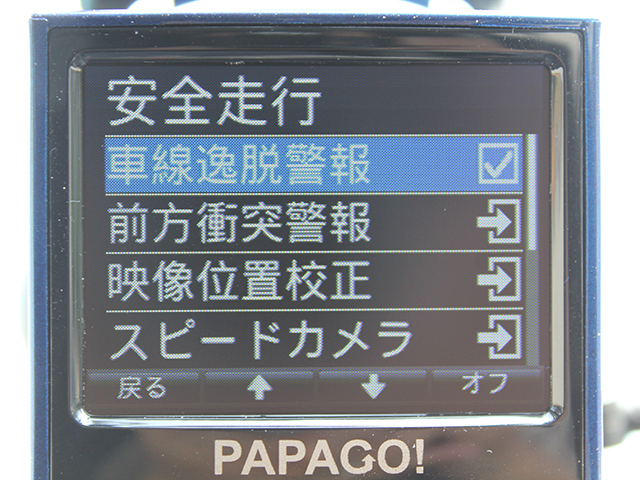 安全走行
車線逸脱警報
前方衝突警報
映像位置校正
スピードカメラ
戻る オフ
PAPAGO!